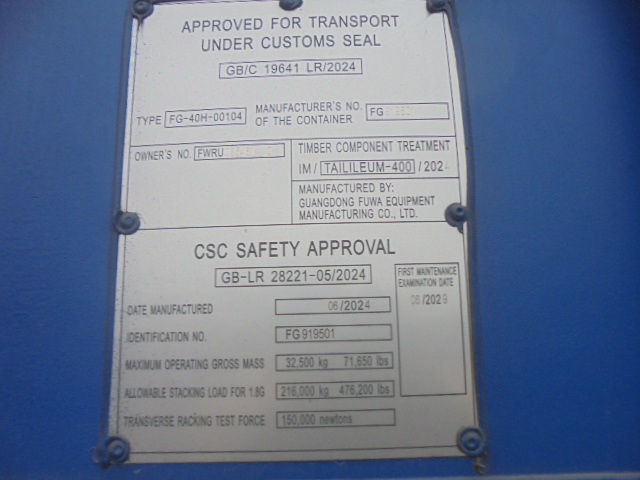 APPROVED FOR TRANSPORT
UNDER CUSTOMS SEAL
GB/C 19641 LR/2024
TYPE FG-40H-00104
MANUFACTURER'S NO.
OF THE CONTAINER FG
OWNER'S NO. FWRU
TIMBER COMPONENT TREATMENT
IM / TAILILEUM-400 / 2024
MANUFACTURED BY:
GUANGDONG FUWA EQUIPMENT
MANUFACTURING CO., LTD.
CSC SAFETY APPROVAL
GB-LR 28221-05/2024
FIRST MAINTENANCE
EXAMINATION DATE
06 /2029
DATE MANUFACTURED 06 /2024
IDENTIFICATION NO. FG919501
MAXIMUM OPERATING GROSS MASS 32,500 kg 71,650 lbs
ALLOWABLE STACKING LOAD FOR 1.8G 216,000 kg 476,200 lbs
TRANSVERSE RACKING TEST FORCE 150,000 newtons